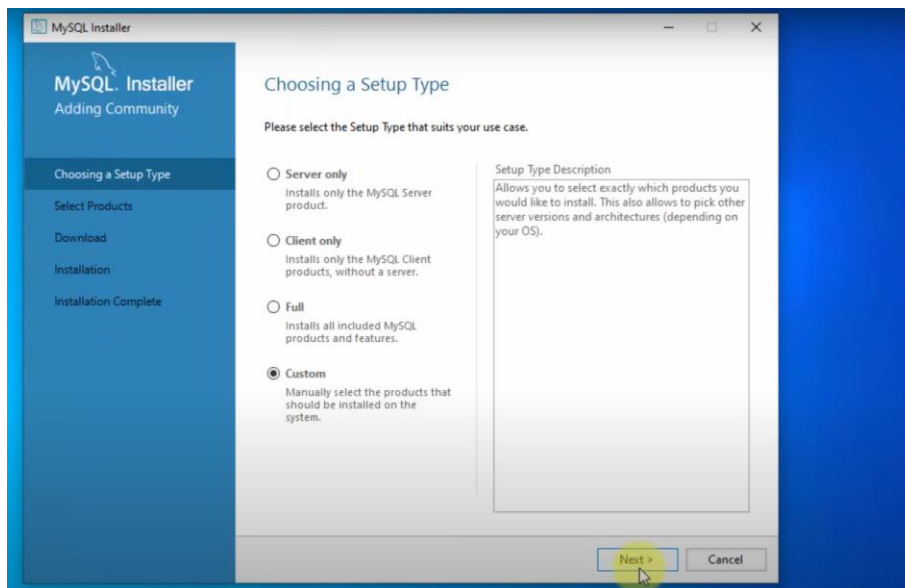 MySQL Installer
MySQL. Installer
Adding Community
Choosing a Setup Type
Select Products
Download
Installation
Installation Complete
Choosing a Setup Type
Please select the Setup Type that suits your use case.
Server only
Installs only the MySQL Server
product.
Client only
Installs only the MySQL Client
products, without a server.
Full
Installs all included MySQL
products and features.
Custom
Manually select the products that
should be installed on the
system.
Setup Type Description
Allows you to select exactly which products you
would like to install. This also allows to pick other
server versions and architectures (depending on
your OS).
Next >
Cancel